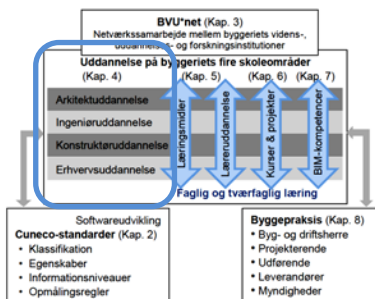 BVU*net (Kap. 3)
Netværkssamarbejde mellem byggeriets videns-,
uddannelses- og forskningsinstitutioner
Uddannelse på byggeriets fire skoleområder
(Kap. 4) (Kap. 5) (Kap. 6) (Kap. 7)
Arkitektuddannelse
Ingeniøruddannelse
Konstruktøruddannelse
Erhvervsuddannelse
Læringsmidler
Læreruddannelse
Kurser & projekter
BIM-kompetencer
Faglig og tværfaglig læring
Softwareudvikling
Cuneco-standarder (Kap. 2)
• Klassifikation
• Egenskaber
• Informationsniveauer
• Opmålingsregler
Byggepraksis (Kap. 8)
• Byg- og driftsherre
• Projekterende
• Udførende
• Leverandører
• Myndigheder